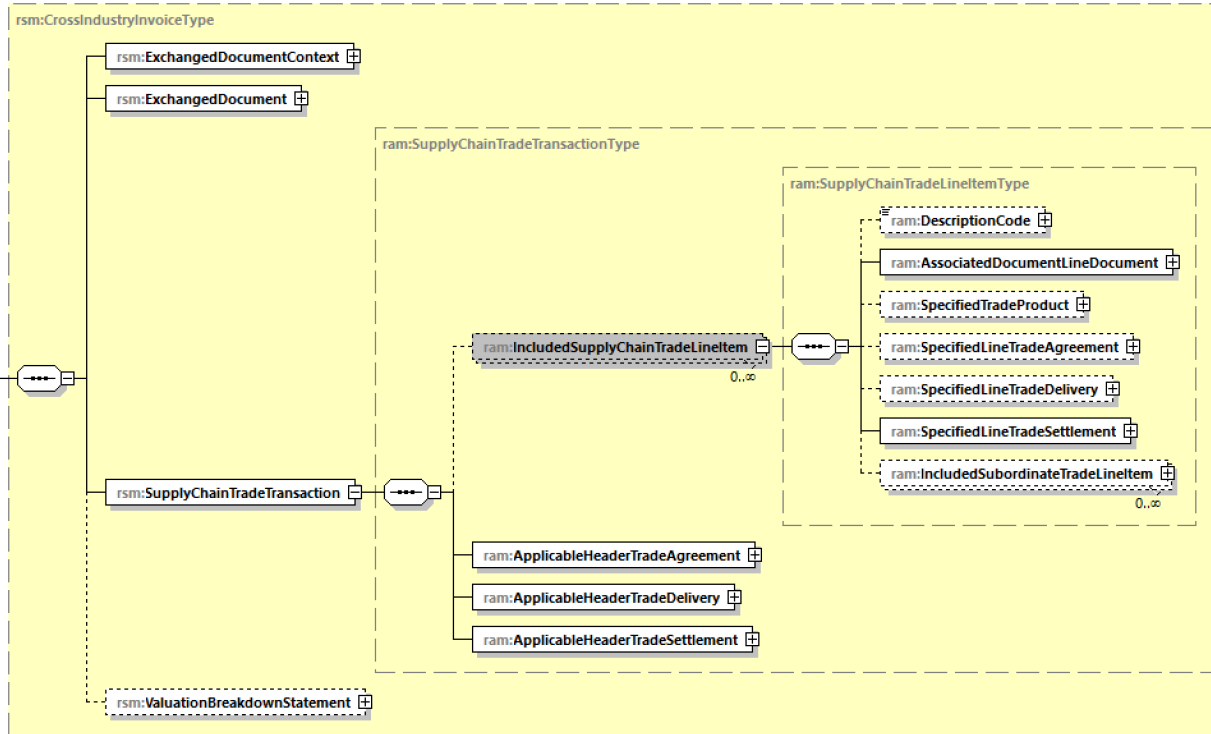 rsm:CrossIndustryInvoiceType
rsm:ExchangedDocumentContext
rsm:ExchangedDocument
ram:SupplyChainTradeTransactionType
ram:SupplyChainTradeLineItemType
ram:DescriptionCode
ram:AssociatedDocumentLineDocument
ram:SpecifiedTradeProduct
ram:IncludedSupplyChainTradeLineItem
0..∞
ram:SpecifiedLineTradeAgreement
ram:SpecifiedLineTradeDelivery
ram:SpecifiedLineTradeSettlement
ram:IncludedSubordinateTradeLineItem
0..∞
rsm:SupplyChainTradeTransaction
ram:ApplicableHeaderTradeAgreement
ram:ApplicableHeaderTradeDelivery
ram:ApplicableHeaderTradeSettlement
rsm:ValuationBreakdownStatement